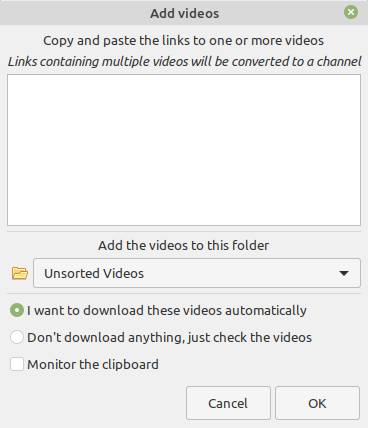 Add videos
Copy and paste the links to one or more videos
Links containing multiple videos will be converted to a channel
Add the videos to this folder
Unsorted Videos
I want to download these videos automatically
Don't download anything, just check the videos
Monitor the clipboard
Cancel OK